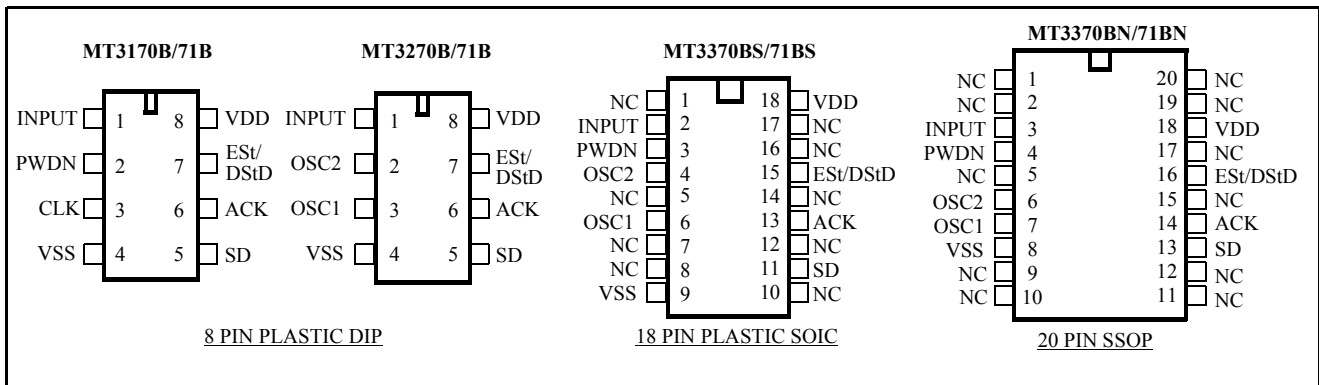 MT3170B/71B MT3270B/71B MT3370BS/71BS MT3370BN/71BN
INPUT 1 8 VDD
PWDN 2 7 ESt/
DStD
CLK 3 6 ACK
VSS 4 5 SD
INPUT 1 8 VDD
OSC2 2 7 ESt/
DStD
OSC1 3 6 ACK
VSS 4 5 SD
8 PIN PLASTIC DIP
NC 1 18 VDD
INPUT 2 17 NC
PWDN 3 16 NC
OSC2 4 15 ESt/DStD
NC 5 14 NC
OSC1 6 13 ACK
NC 7 12 NC
NC 8 11 SD
VSS 9 10 NC
18 PIN PLASTIC SOIC
NC 1 20 NC
NC 2 19 NC
INPUT 3 18 VDD
PWDN 4 17 NC
NC 5 16 ESt/DStD
OSC2 6 15 NC
OSC1 7 14 ACK
VSS 8 13 SD
NC 9 12 NC
NC 10 11 NC
20 PIN SSOP